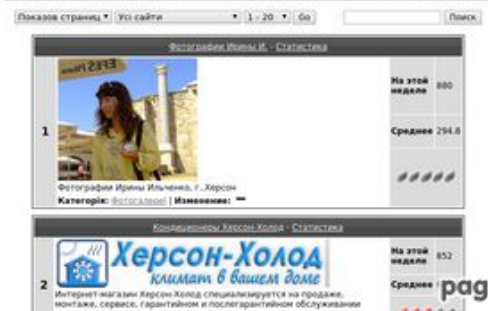 Показов страниц Усі сайти 1 - 20 Go Поиск
Фотографии Ирины И. - Статистика
1
На этой неделе 880
Среднее 294.8
Фотографии Ирины Ильченко, г. Херсон
Категорія: Фотогалереї | Изменение:
Кондиционеры Херсон-Холод - Статистика
2
Херсон-Холод
климат в вашем доме
На этой неделе 852
Среднее
Интернет-магазин Херсон-Холод специализируется на продаже,
монтаже, сервисе, гарантийном и послегарантийном обслуживании
pag